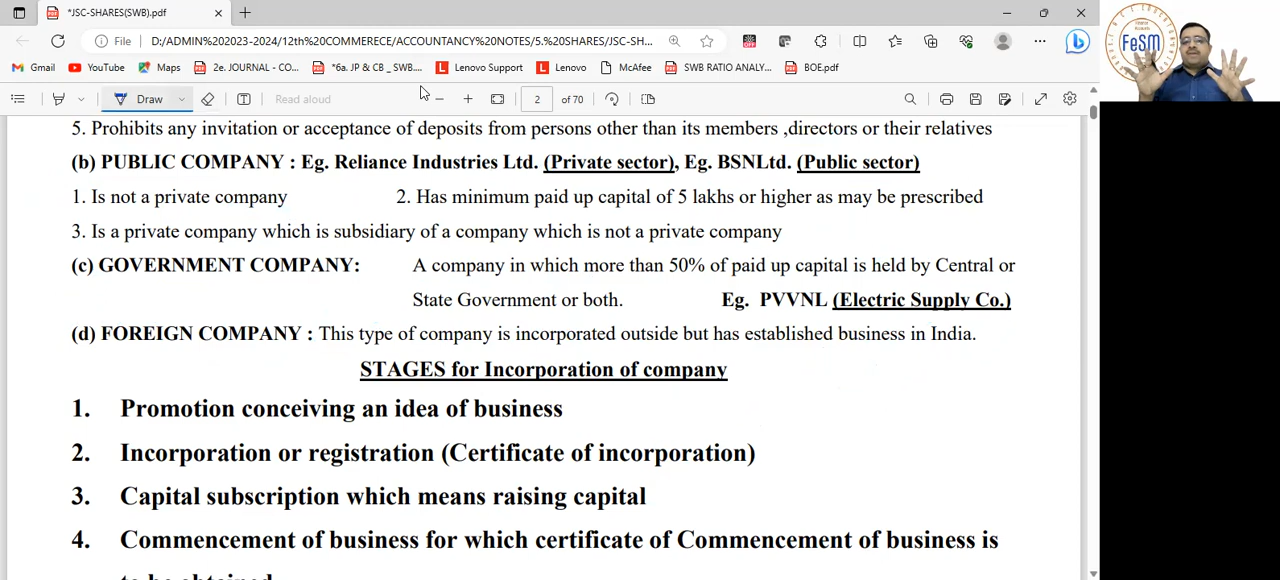 *JSC-SHARES(SWB).pdf
File D:/ADMIN%202023-2024/12th%20COMMERECE/ACCOUNTANCE%20NOTES/5.%20SHARES/JSC-SH...
Gmail YouTube Maps 2e. JOURNAL - CO... *6a. JP & CB _ SWB.... Lenovo Support Lenovo McAfee SWB RATIO ANALY... BOE.pdf
Draw Read aloud 2 of 70
FeSM
5. Prohibits any invitation or acceptance of deposits from persons other than its members ,directors or their relatives
(b) PUBLIC COMPANY : Eg. Reliance Industries Ltd. (Private sector), Eg. BSNLtd. (Public sector)
1. Is not a private company 2. Has minimum paid up capital of 5 lakhs or higher as may be prescribed
3. Is a private company which is subsidiary of a company which is not a private company
(c) GOVERNMENT COMPANY: A company in which more than 50% of paid up capital is held by Central or
State Government or both. Eg. PVVNL (Electric Supply Co.)
(d) FOREIGN COMPANY : This type of company is incorporated outside but has established business in India.
STAGES for Incorporation of company
1. Promotion conceiving an idea of business
2. Incorporation or registration (Certificate of incorporation)
3. Capital subscription which means raising capital
4. Commencement of business for which certificate of Commencement of business is
to be obtained